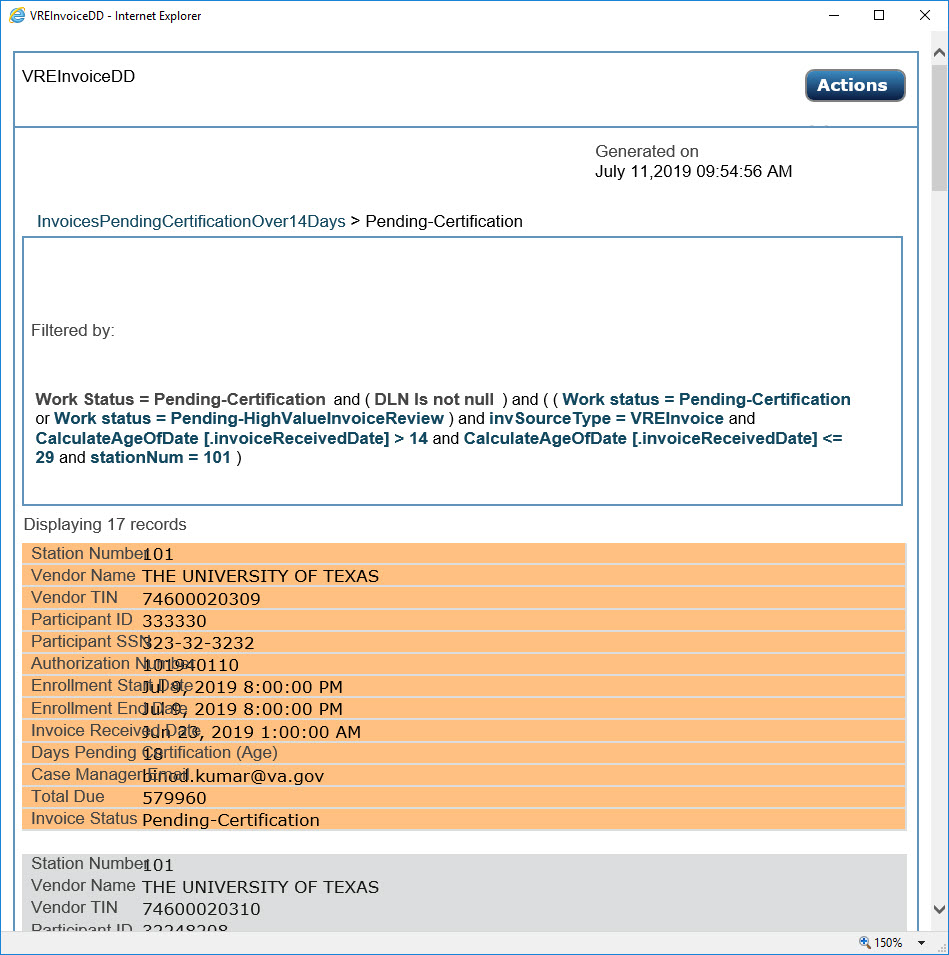 VREInvoiceDD - Internet Explorer
VREInvoiceDD
Actions
Generated on
July 11,2019 09:54:56 AM
InvoicesPendingCertificationOver14Days > Pending-Certification
Filtered by:
Work Status = Pending-Certification and ( DLN Is not null ) and ( ( Work status = Pending-Certification
or Work status = Pending-HighValueInvoiceReview ) and invSourceType = VREInvoice and
CalculateAgeOfDate [.invoiceReceivedDate] > 14 and CalculateAgeOfDate [.invoiceReceivedDate] <=
29 and stationNum = 101 )
Displaying 17 records
Station Number 101
Vendor Name THE UNIVERSITY OF TEXAS
Vendor TIN 74600020309
Participant ID 333330
Participant SSN 323-32-3232
Authorization Number 101940110
Enrollment Start Date Jul 9, 2019 8:00:00 PM
Enrollment End Date Jul 9, 2019 8:00:00 PM
Invoice Received Date Jun 23, 2019 1:00:00 AM
Days Pending Certification (Age) 18
Case Manager Email binod.kumar@va.gov
Total Due 579960
Invoice Status Pending-Certification
Station Number 101
Vendor Name THE UNIVERSITY OF TEXAS
Vendor TIN 74600020310
Participant ID 32248298
150%